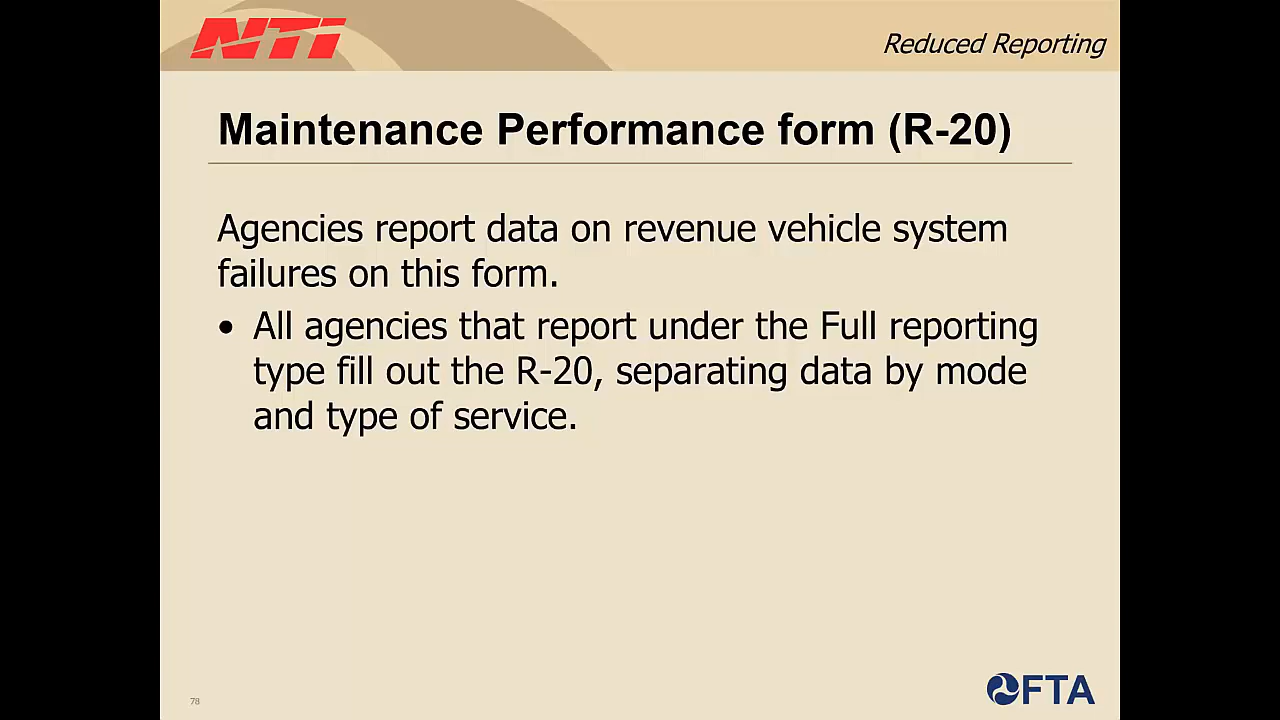 NTI
Reduced Reporting
Maintenance Performance form (R-20)
Agencies report data on revenue vehicle system
failures on this form.
• All agencies that report under the Full reporting
type fill out the R-20, separating data by mode
and type of service.
78
FTA